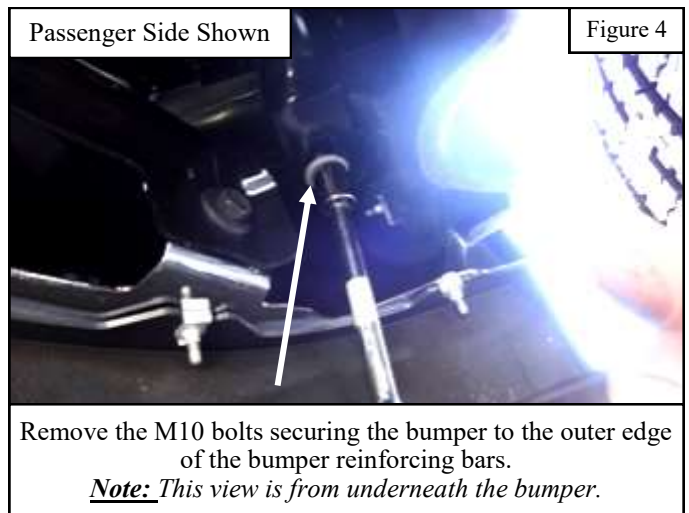 Passenger Side Shown
Figure 4
Remove the M10 bolts securing the bumper to the outer edge
of the bumper reinforcing bars.
Note: This view is from underneath the bumper.